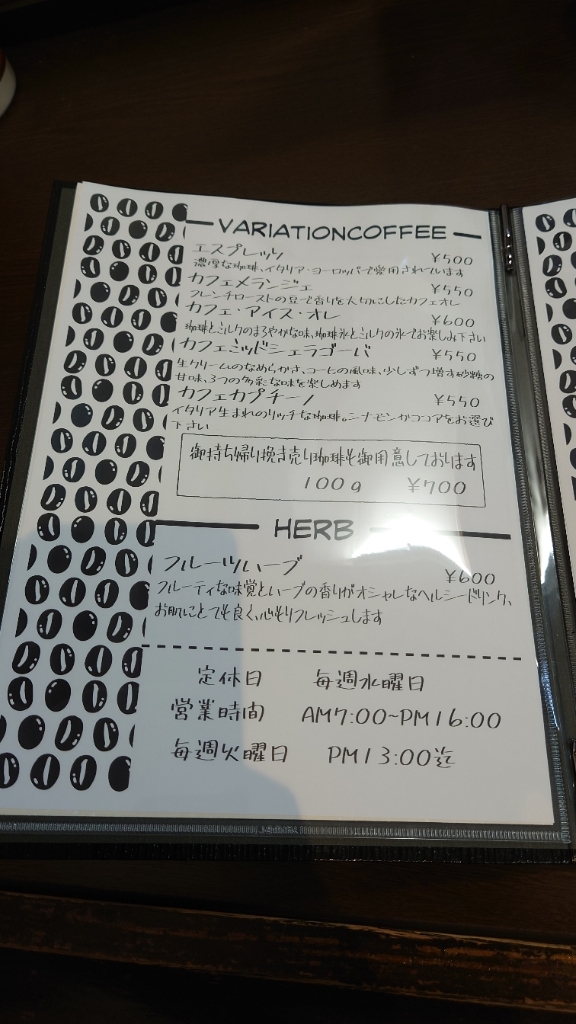 VARIATIONCOFFEE
エスプレッソ ¥500
濃厚な珈琲、イタリア・ヨーロッパで愛用されています
カフェメランジェ ¥550
フレンチローストの豆で香りを大切にしたカフェオレ
カフェ・アイス・オレ ¥600
珈琲とミルクのまろやかな味、珈琲氷とミルクの氷でお楽しみ下さい
カフェミッドシェラゴーバ ¥550
生クリームのなめらかさ、コーヒの風味、少しずつ増す砂糖の
甘味、3つの多彩な味を楽しめます
カフェカプチーノ ¥550
イタリア生まれのリッチな珈琲。シナモンかココアをお選び
下さい
御持ち帰り挽き売り珈琲も御用意しております
100g ¥700
HERB
フルーツハーブ ¥600
フルーティな味覚とハーブの香りがオシャレなヘルシードリンク、
お肌にとても良く、心もリフレッシュします
定休日 毎週水曜日
営業時間 AM7:00~PM16:00
毎週火曜日 PM13:00迄